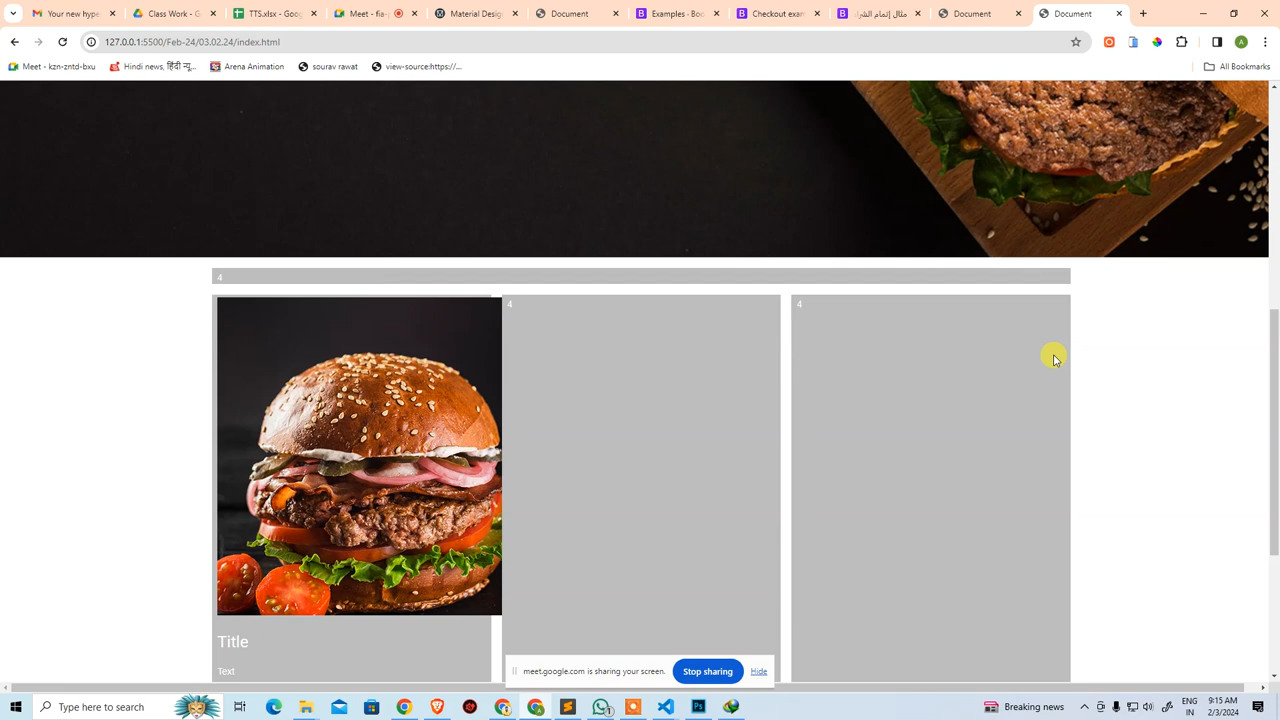 Your new hype
Class Work - G
TTS.xlsx - Goog
Meet - five
Material Desig
Document
Examples · Boo
Checkout exam
مثال إتمام الشراء
Document
Document
127.0.0.1:5500/Feb-24/03.02.24/index.html
A
Meet - kzn-zntd-bxu
Hindi news, हिंदी न्यू...
Arena Animation
sourav rawat
view-source:https://...
All Bookmarks
4
4
4
Title
Text
meet.google.com is sharing your screen.
Stop sharing
Hide
Type here to search
1
Breaking news
ENG
IN
9:15 AM
2/3/2024